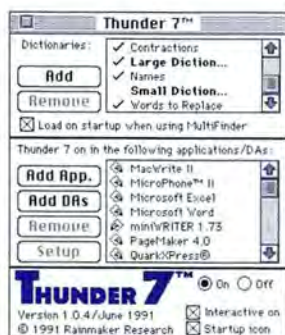 Thunder 7™
Dictionaries:
Add
Remove
✓ Contractions
✓ Large Diction...
✓ Names
Small Diction...
✓ Words to Replace
Load on startup when using MultiFinder
Thunder 7 on in the following applications/DAs:
Add App.
Add DAs
Remove
Setup
MacWrite II
MicroPhone™ II
Microsoft Excel
Microsoft Word
miniWRITER 1.73
PageMaker 4.0
QuarkXPress®
THUNDER 7™
On Off
Version 1.0.4/June 1991
Interactive on
© 1991 Rainmaker Research
Startup icon